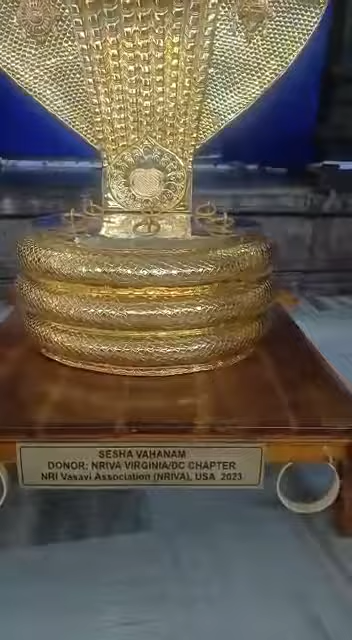 SESHA VAHANAM
DONOR: NRIVA VIRGINIA/DC CHAPTER
NRI Vasavi Association (NRIVA), USA 2023